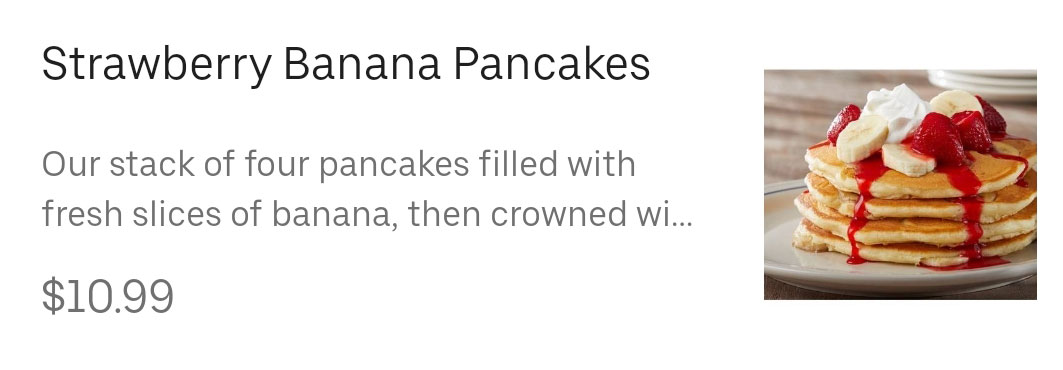 Strawberry Banana Pancakes
Our stack of four pancakes filled with
fresh slices of banana, then crowned wi...
$10.99